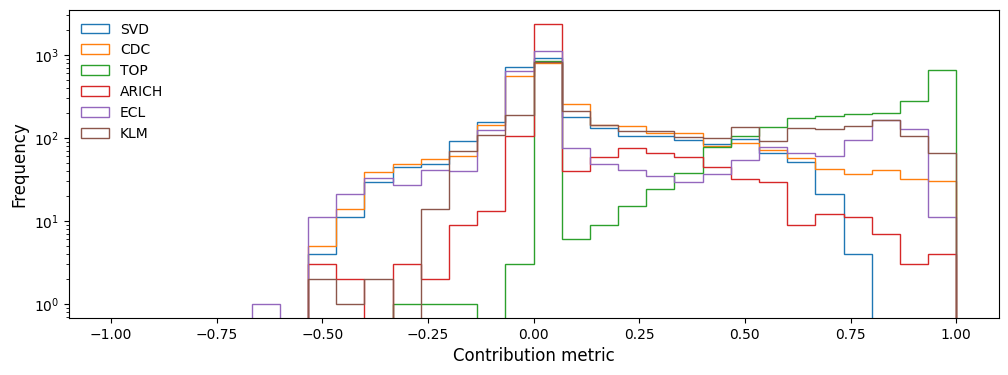 SVD
CDC
TOP
ARICH
ECL
KLM
Frequency
10³
10²
10¹
10⁰
−1.00 −0.75 −0.50 −0.25 0.00 0.25 0.50 0.75 1.00
Contribution metric